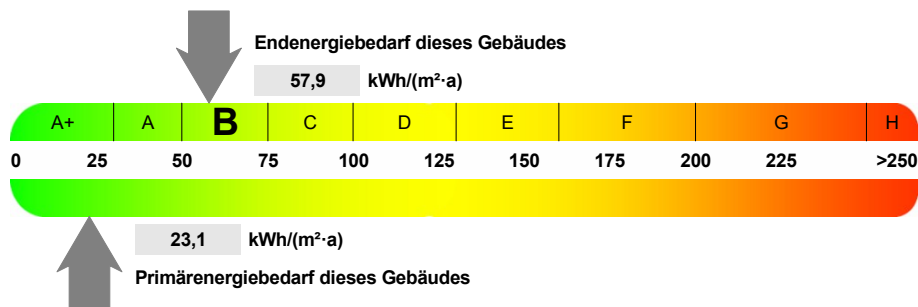 Endenergiebedarf dieses Gebäudes
57,9 kWh/(m²·a)
A+ A B C D E F G H
0 25 50 75 100 125 150 175 200 225 >250
23,1 kWh/(m²·a)
Primärenergiebedarf dieses Gebäudes